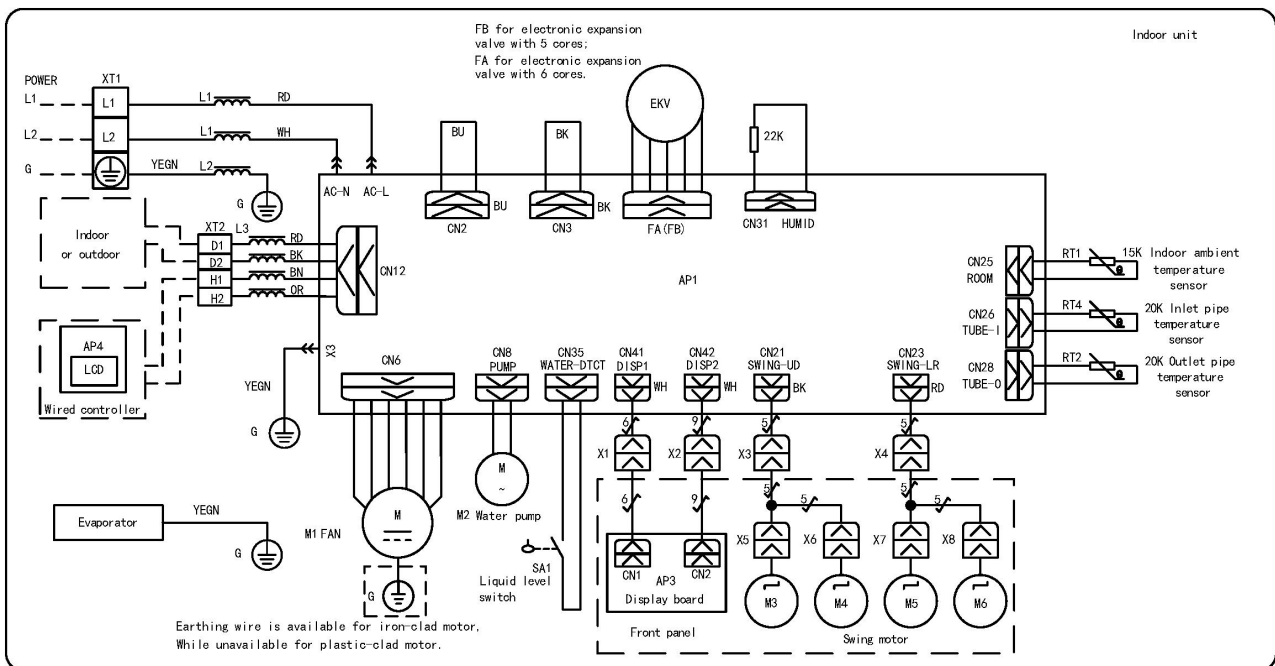 FB for electronic expansion
valve with 5 cores;
FA for electronic expansion
valve with 6 cores.
Indoor unit
POWER
XT1
L1
L1
L1
RD
L2
L2
L1
WH
G
YEGN
L2
G
AC-N
AC-L
BU
BU
CN2
BK
BK
CN3
EKV
FA(FB)
22K
CN31 HUMID
Indoor
or outdoor
XT2
L3
D1
RD
D2
BK
H1
BN
H2
OR
CN12
AP1
CN25
ROOM
RT1
15K Indoor ambient
temperature
sensor
CN26
TUBE-I
RT4
20K Inlet pipe
temperature
sensor
CN28
TUBE-O
RT2
20K Outlet pipe
temperature
sensor
AP4
LCD
Wired controller
X3
YEGN
G
CN6
CN8
PUMP
CN35
WATER-DTCT
CN41
DISP1
WH
CN42
DISP2
WH
CN21
SWING-UD
BK
CN23
SWING-LR
RD
6
9
5
5
X1
X2
X3
X4
6
9
5
5
5
5
X5
X6
X7
X8
Evaporator
YEGN
G
M1 FAN
M
G
M
~
M2 Water pump
SA1
Liquid level
switch
CN1
CN2
AP3
Display board
Front panel
M3
M4
M5
M6
Swing motor
Earthing wire is available for iron-clad motor,
While unavailable for plastic-clad motor.